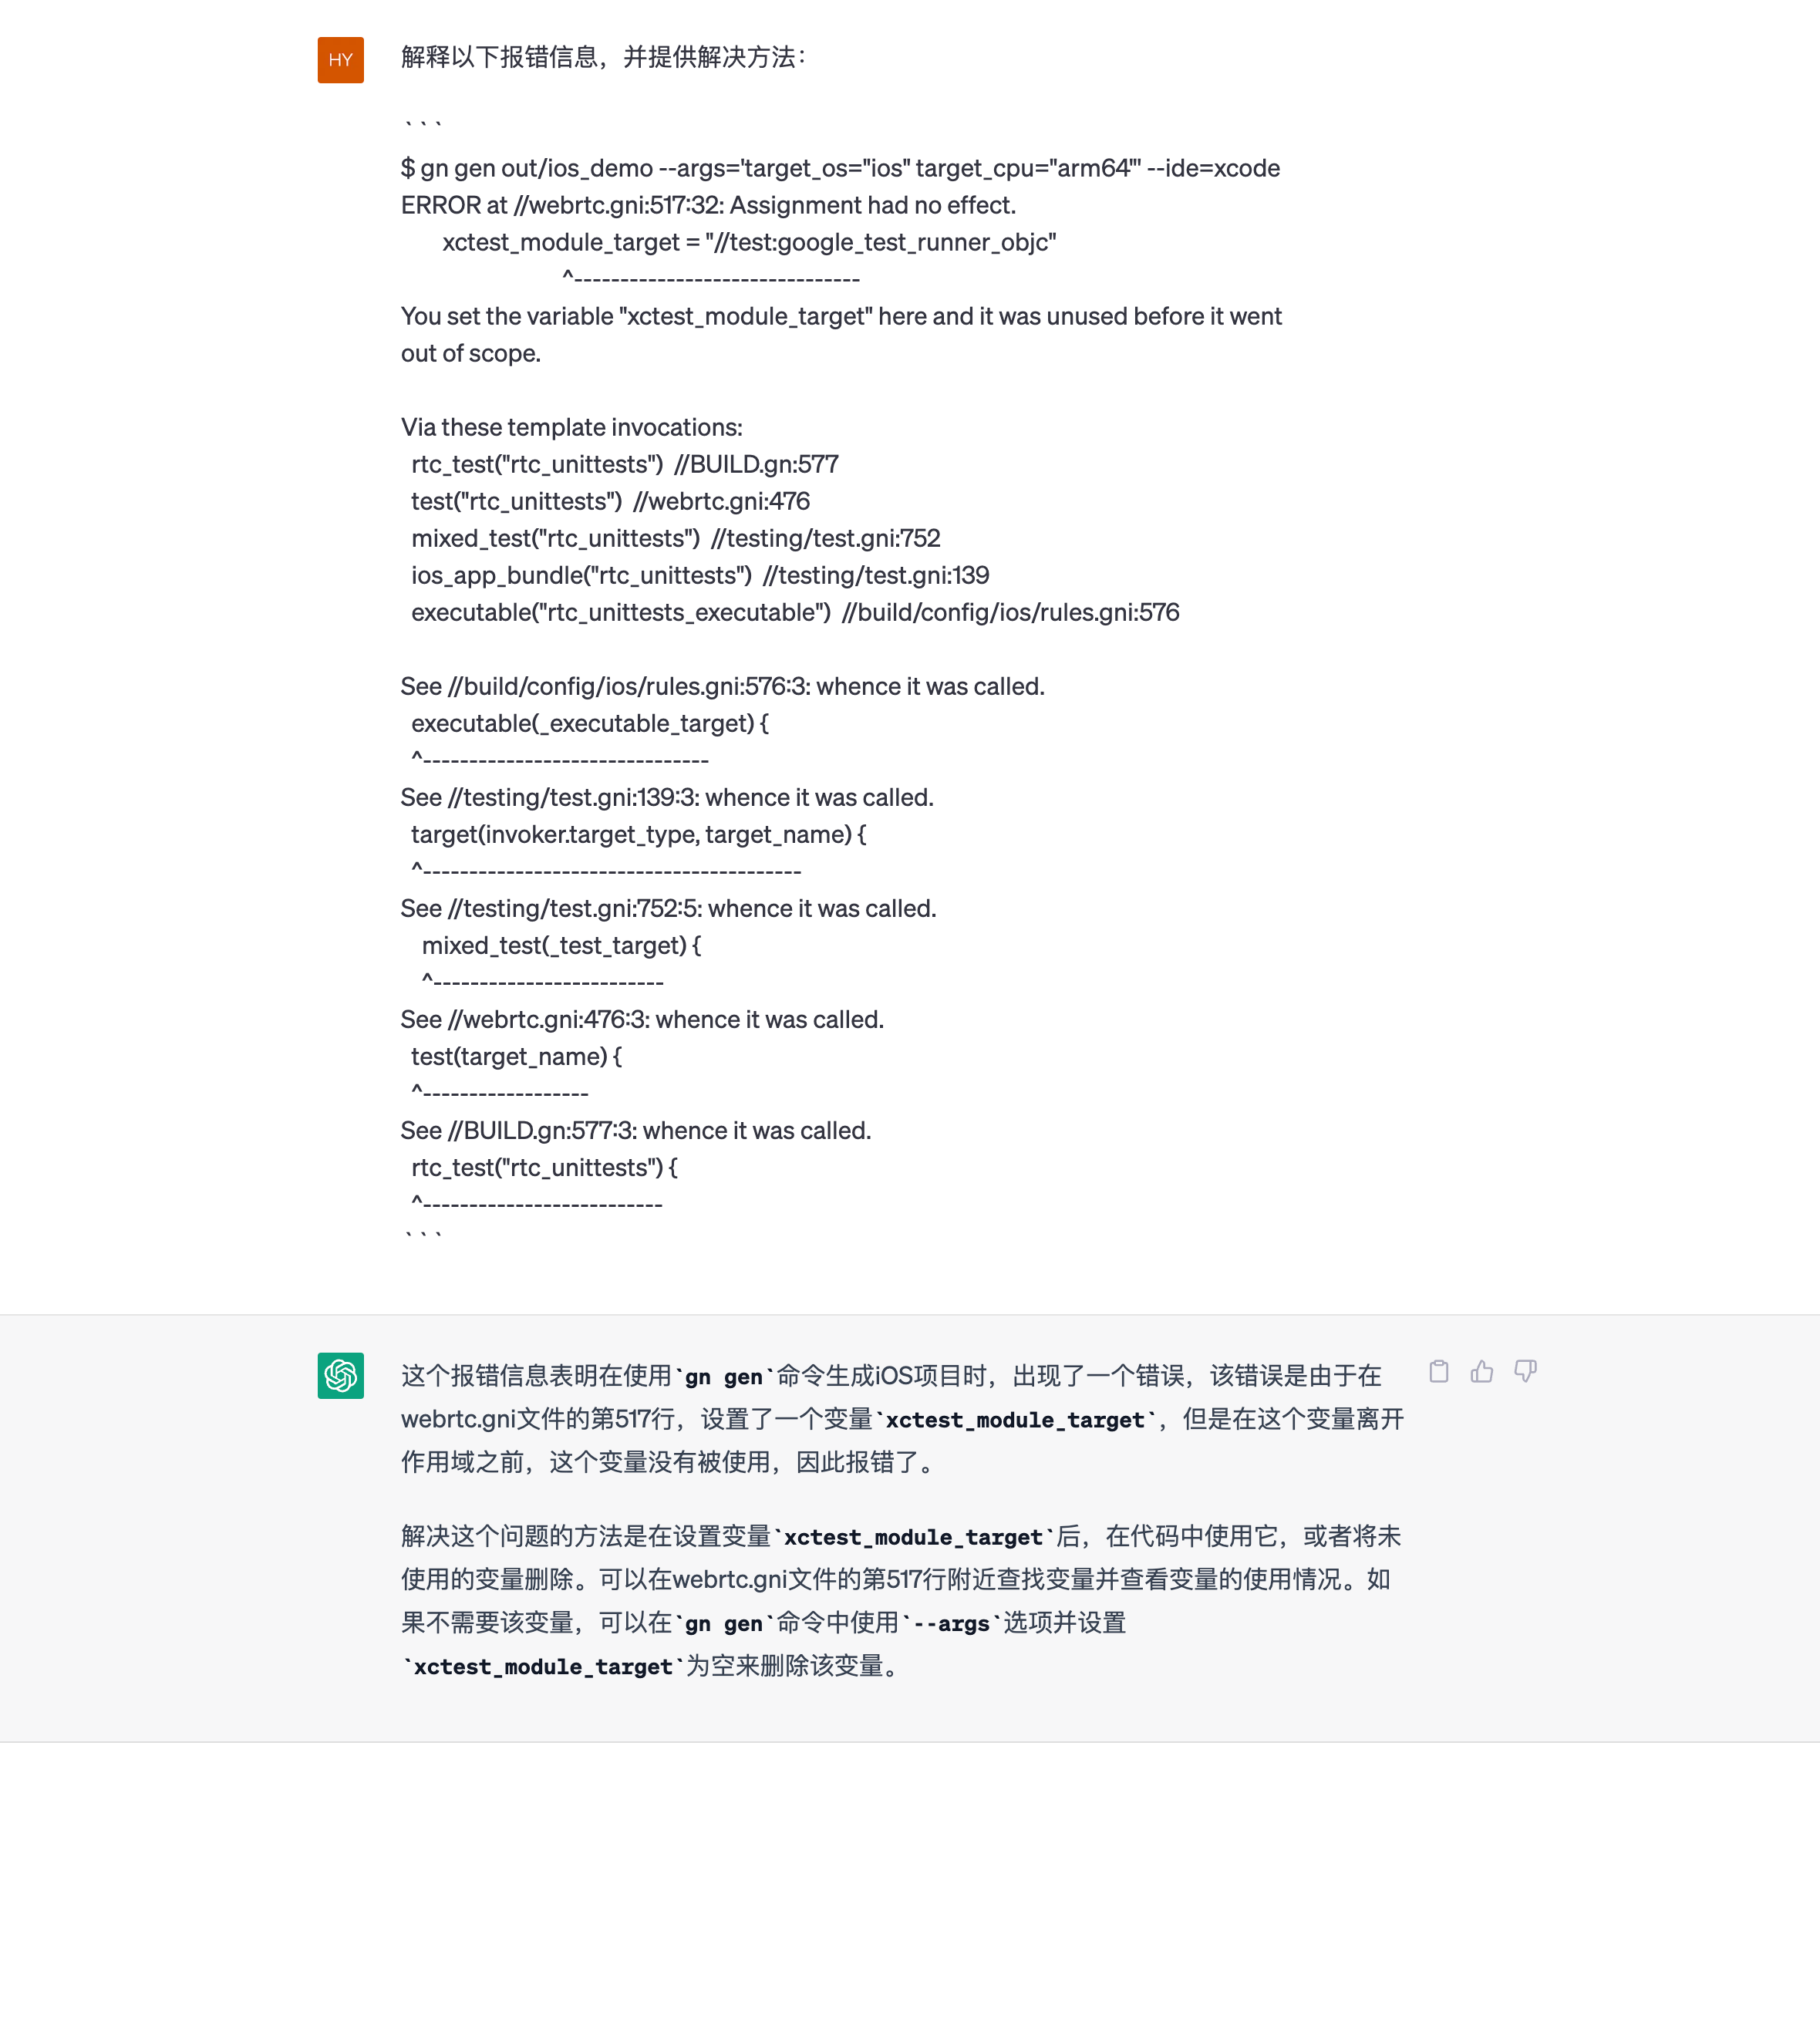 HY
解释以下报错信息，并提供解决方法：
```
$ gn gen out/ios_demo --args='target_os="ios" target_cpu="arm64"' --ide=xcode
ERROR at //webrtc.gni:517:32: Assignment had no effect.
xctest_module_target = "//test:google_test_runner_objc"
^-------------------------------
You set the variable "xctest_module_target" here and it was unused before it went
out of scope.
Via these template invocations:
rtc_test("rtc_unittests")  //BUILD.gn:577
test("rtc_unittests")  //webrtc.gni:476
mixed_test("rtc_unittests")  //testing/test.gni:752
ios_app_bundle("rtc_unittests")  //testing/test.gni:139
executable("rtc_unittests_executable")  //build/config/ios/rules.gni:576
See //build/config/ios/rules.gni:576:3: whence it was called.
executable(_executable_target) {
^-------------------------------
See //testing/test.gni:139:3: whence it was called.
target(invoker.target_type, target_name) {
^-----------------------------------------
See //testing/test.gni:752:5: whence it was called.
mixed_test(_test_target) {
^-------------------------
See //webrtc.gni:476:3: whence it was called.
test(target_name) {
^------------------
See //BUILD.gn:577:3: whence it was called.
rtc_test("rtc_unittests") {
^--------------------------
```
这个报错信息表明在使用`gn gen`命令生成iOS项目时，出现了一个错误，该错误是由于在
webrtc.gni文件的第517行，设置了一个变量`xctest_module_target`，但是在这个变量离开
作用域之前，这个变量没有被使用，因此报错了。
解决这个问题的方法是在设置变量`xctest_module_target`后，在代码中使用它，或者将未
使用的变量删除。可以在webrtc.gni文件的第517行附近查找变量并查看变量的使用情况。如
果不需要该变量，可以在`gn gen`命令中使用`--args`选项并设置
`xctest_module_target`为空来删除该变量。